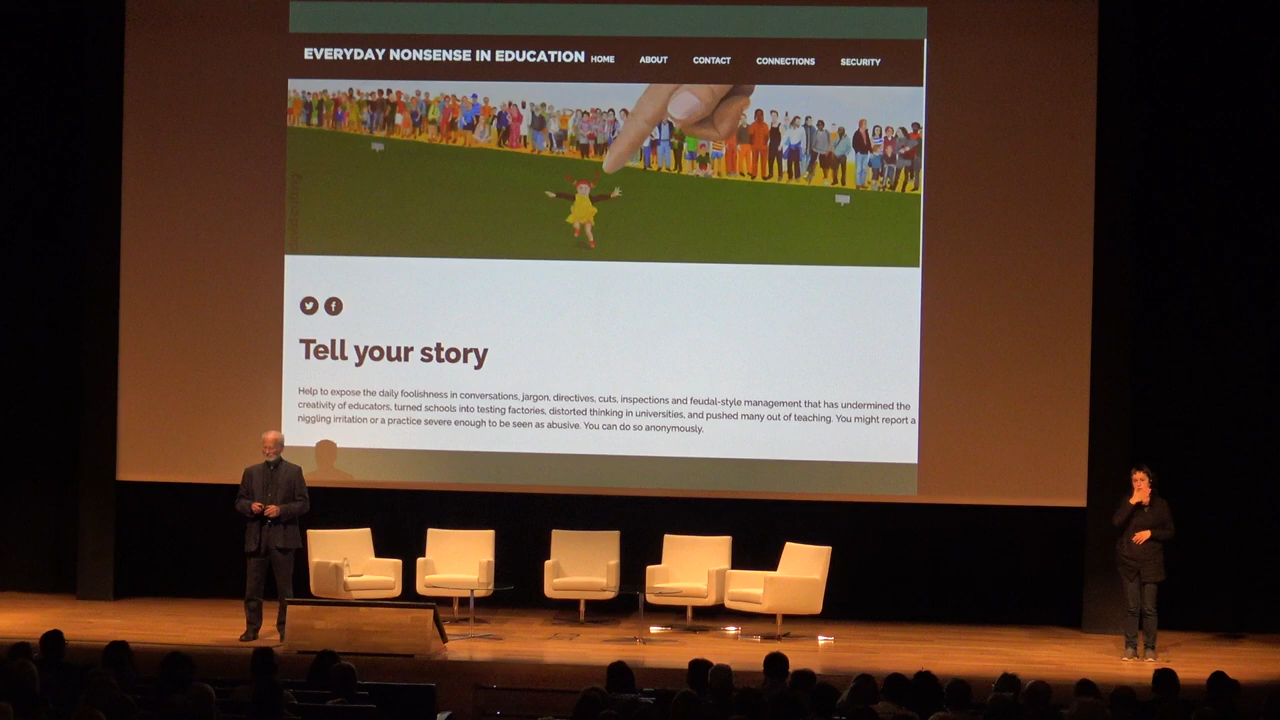 EVERYDAY NONSENSE IN EDUCATION HOME ABOUT CONTACT CONNECTIONS SECURITY
Tell your story
Help to expose the daily foolishness in conversations, jargon, directives, cuts, inspections and feudal-style management that has undermined the
creativity of educators, turned schools into testing factories, distorted thinking in universities, and pushed many out of teaching. You might report a
niggling irritation or a practice severe enough to be seen as abusive. You can do so anonymously.